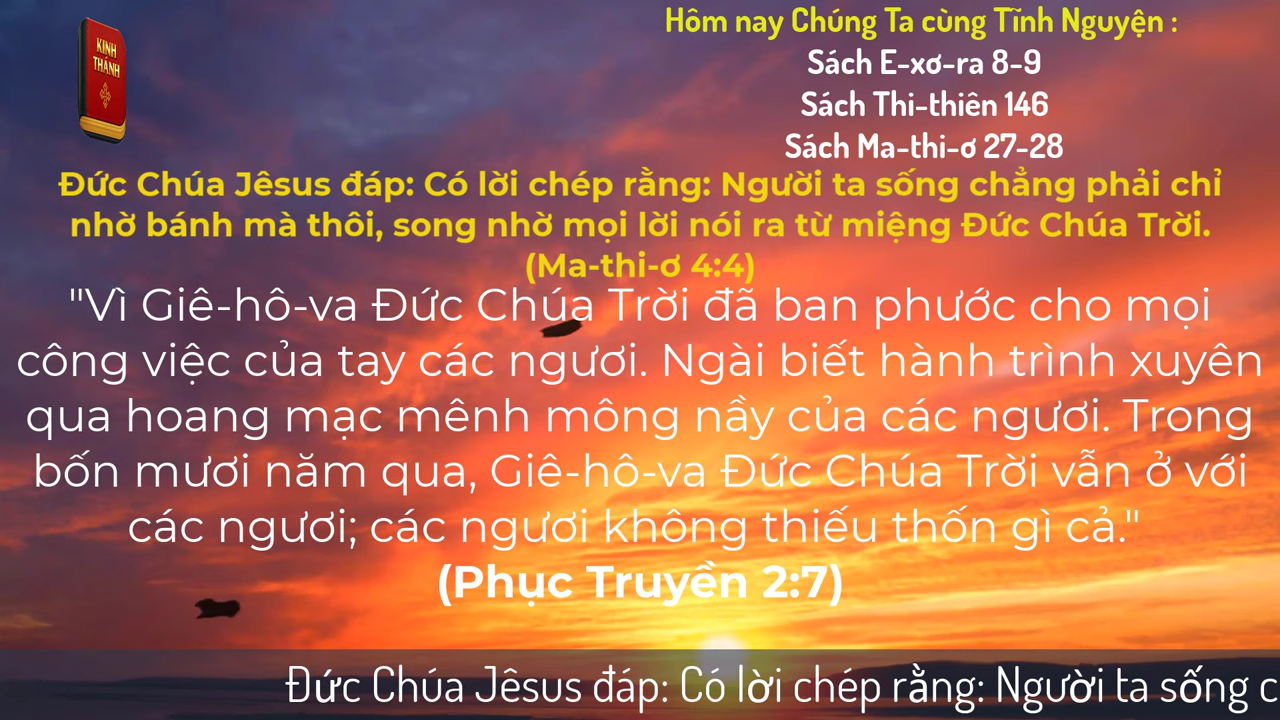 KINH
THÁNH
Hôm nay Chúng Ta cùng Tĩnh Nguyện :
Sách E-xơ-ra 8-9
Sách Thi-thiên 146
Sách Ma-thi-ơ 27-28
Đức Chúa Jêsus đáp: Có lời chép rằng: Người ta sống chẳng phải chỉ
nhờ bánh mà thôi, song nhờ mọi lời nói ra từ miệng Đức Chúa Trời.
(Ma-thi-ơ 4:4)
"Vì Giê-hô-va Đức Chúa Trời đã ban phước cho mọi
công việc của tay các ngươi. Ngài biết hành trình xuyên
qua hoang mạc mênh mông nầy của các ngươi. Trong
bốn mươi năm qua, Giê-hô-va Đức Chúa Trời vẫn ở với
các ngươi; các ngươi không thiếu thốn gì cả."
(Phục Truyền 2:7)
Đức Chúa Jêsus đáp: Có lời chép rằng: Người ta sống c